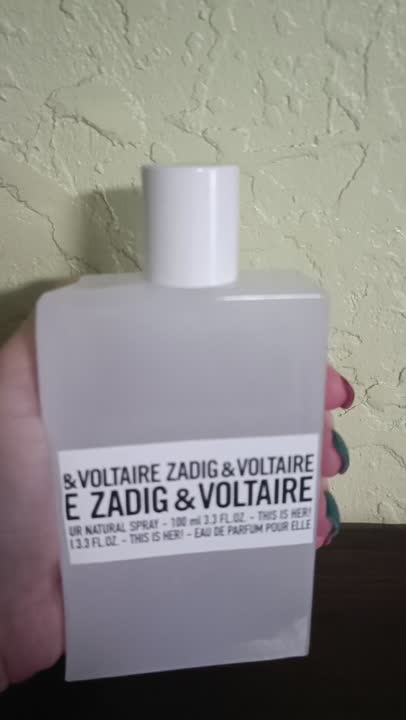 &VOLTAIRE ZADIG & VOLTAIRE
E ZADIG & VOLTAIRE
UR NATURAL SPRAY - 100 ml 3.3 FL.OZ. - THIS IS HER!
l 3.3 FL.OZ. - THIS IS HER! - EAU DE PARFUM POUR ELLE